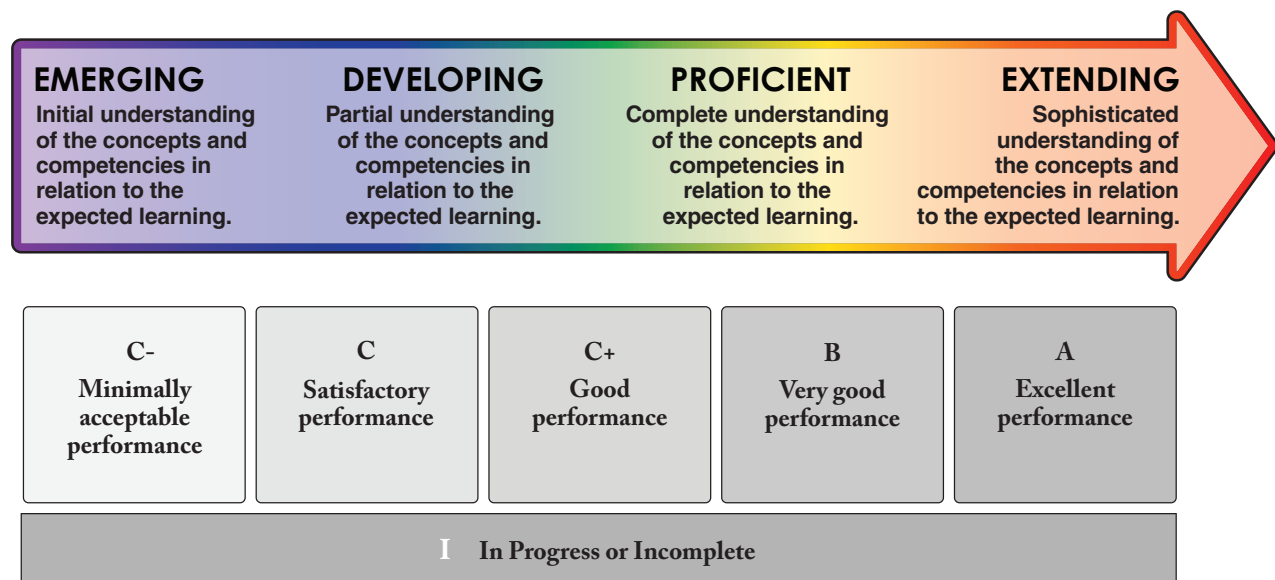 EMERGING
Initial understanding
of the concepts and
competencies in
relation to the
expected learning.
DEVELOPING
Partial understanding
of the concepts and
competencies in
relation to the
expected learning.
PROFICIENT
Complete understanding
of the concepts and
competencies in
relation to the
expected learning.
EXTENDING
Sophisticated
understanding of
the concepts and
competencies in relation
to the expected learning.
C-
Minimally
acceptable
performance
C
Satisfactory
performance
C+
Good
performance
B
Very good
performance
A
Excellent
performance
I In Progress or Incomplete